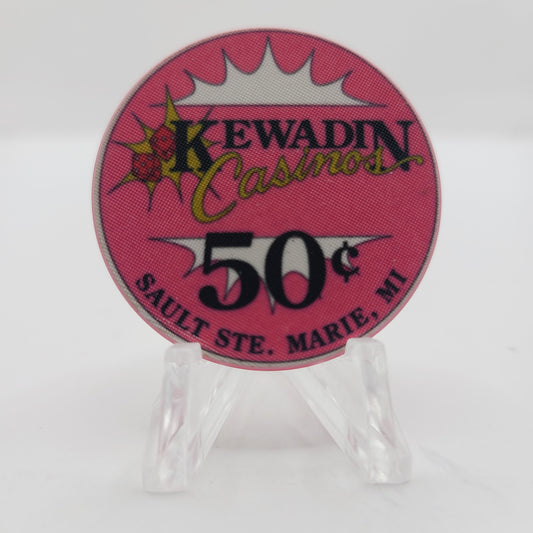 KEWADIN
Casinos
50¢
SAULT STE. MARIE, MI